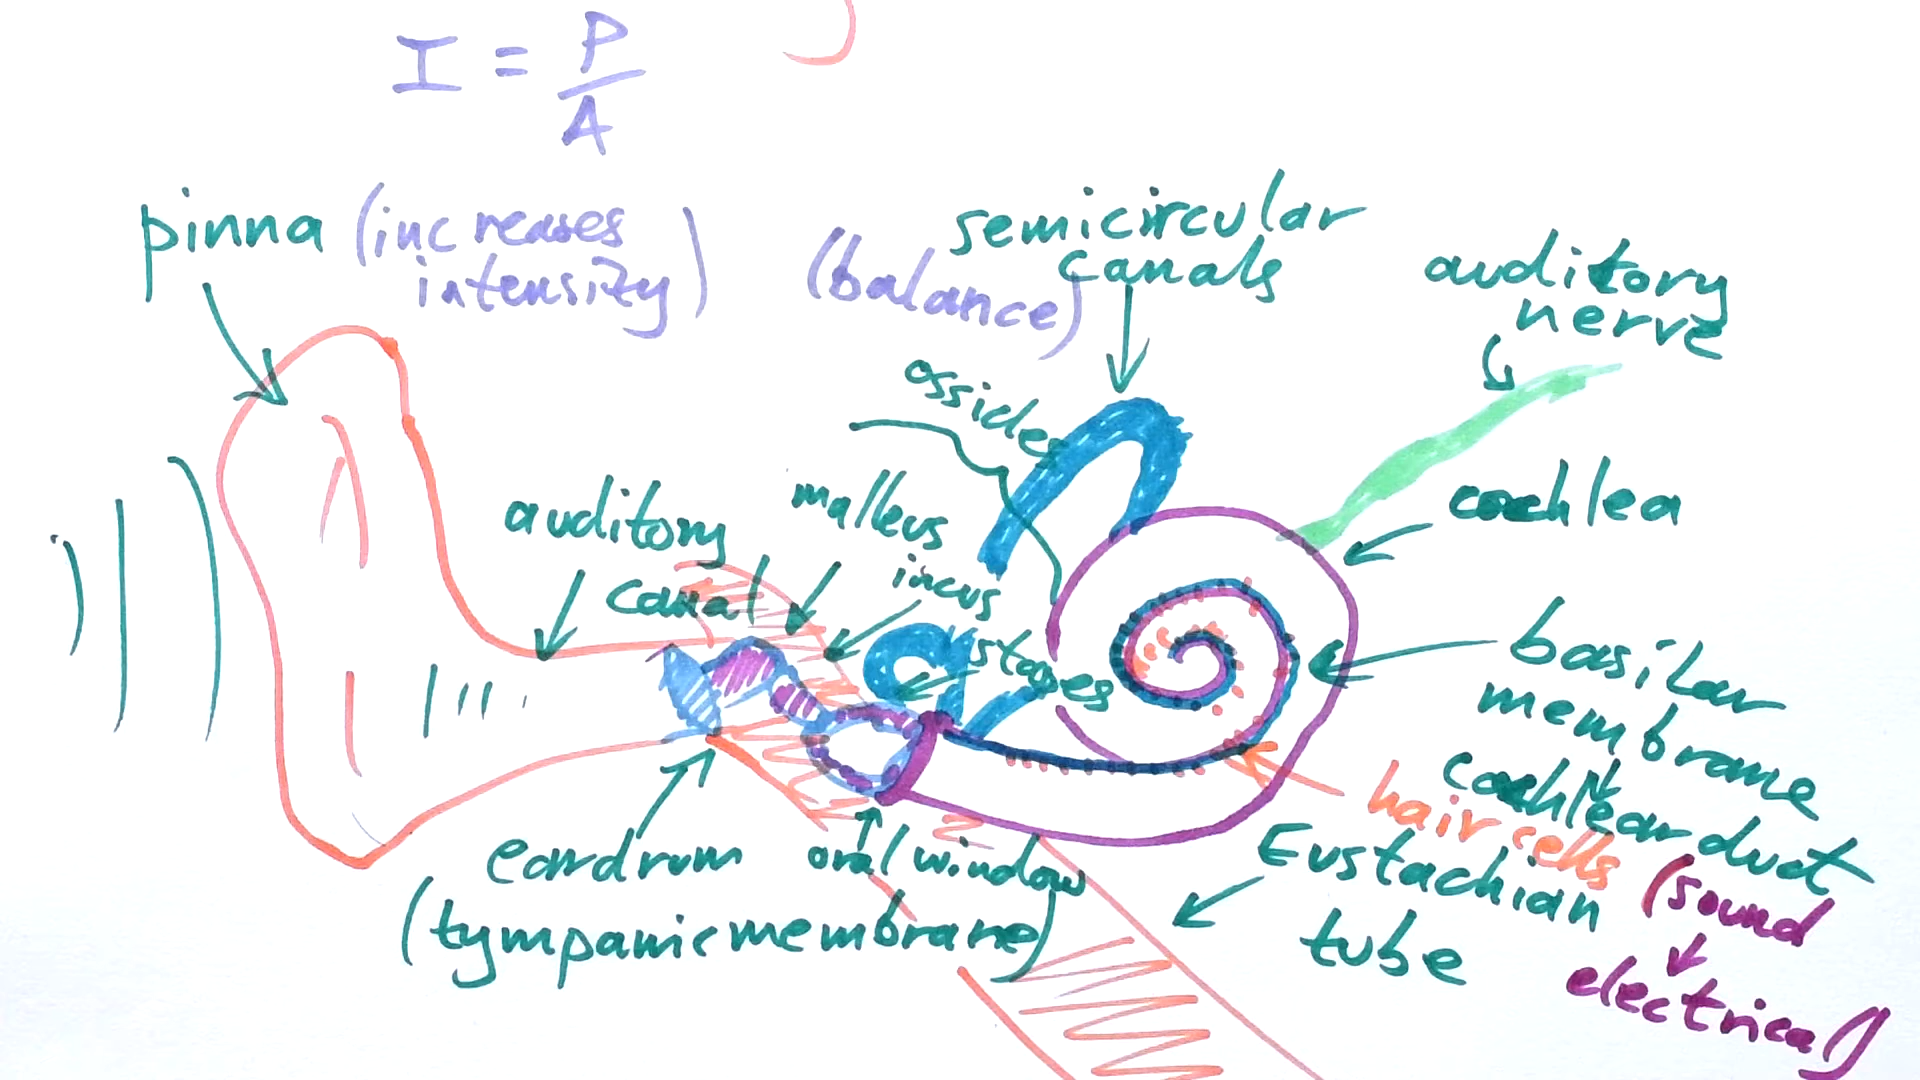 I = P/A
pinna (increases
intensity)
(balance)
semicircular
canals
auditory
nerve
ossicles
malleus
incus
stapes
auditory
canal
cochlea
basilar
membrane
cochlear duct
hair cells
(sound
electrical)
Eustachian
tube
eardrum
(tympanic membrane)
oval window